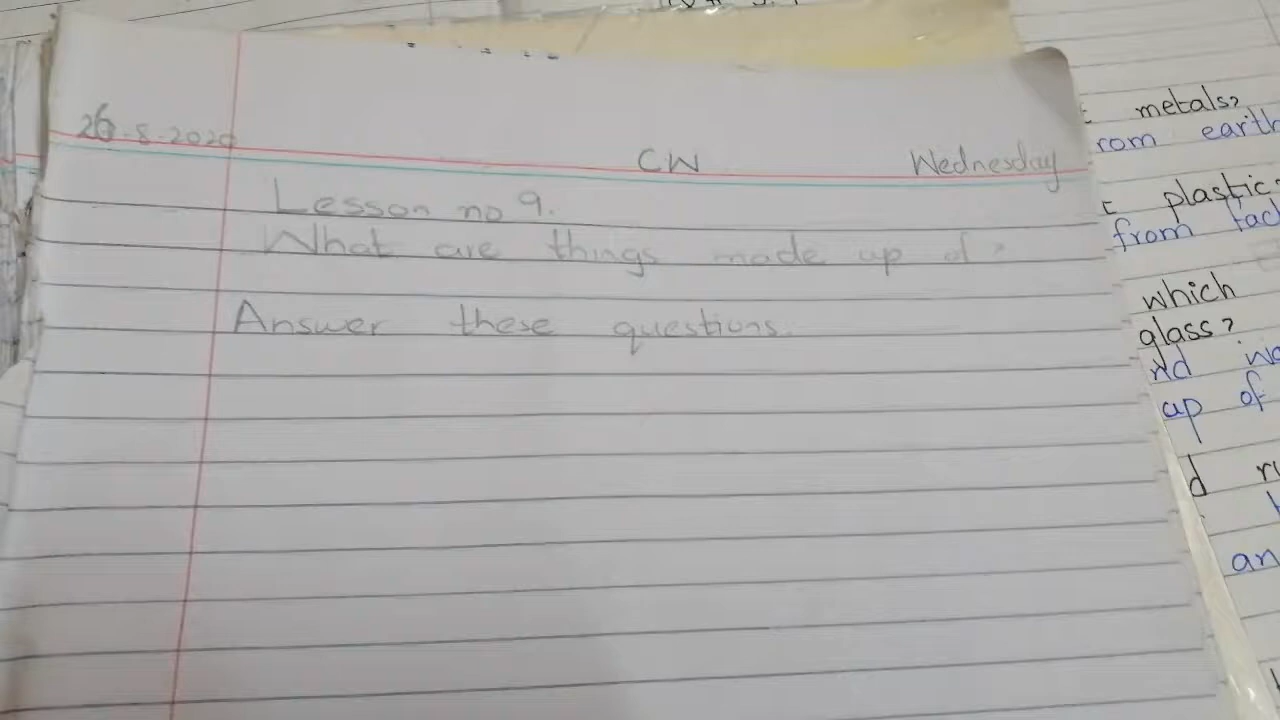 26-8-2020
CW
Wednesday
Lesson no 9.
What are things made up of?
Answer these questions.
metals?
rom earth
plastic
from
which
glass?
up of
an